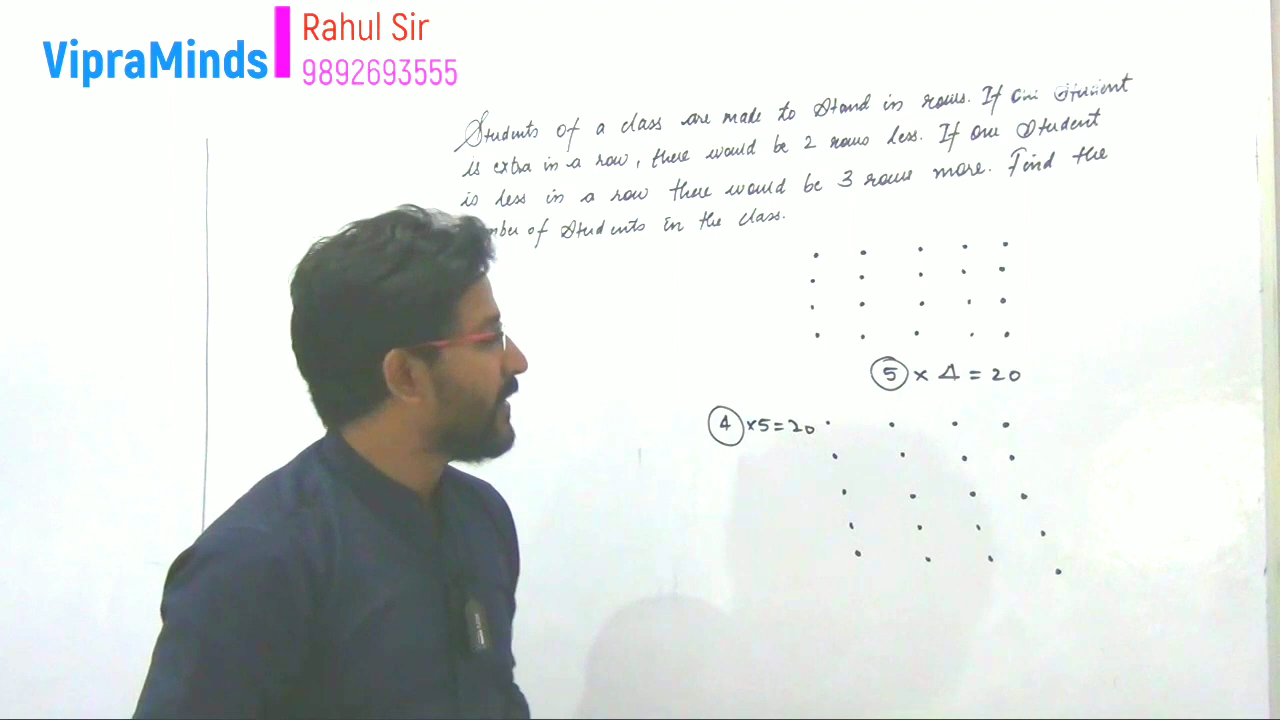 VipraMinds
Rahul Sir
9892693555
Students of a class are made to stand in rows. If one student
is extra in a row, there would be 2 rows less. If one student
is less in a row there would be 3 rows more. Find the
of students in the class.
5 × 4 = 20
4 ×5=20